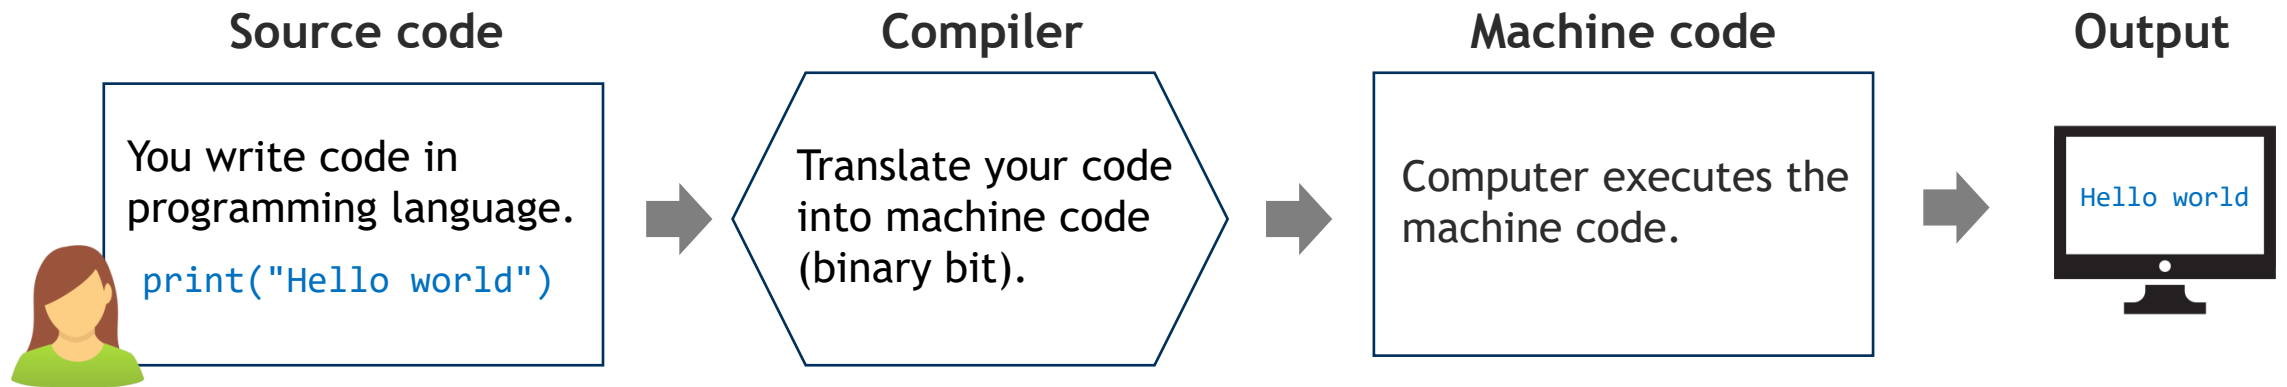 Source code
You write code in
programming language.
print("Hello world")
Compiler
Translate your code
into machine code
(binary bit).
Machine code
Computer executes the
machine code.
Output
Hello world